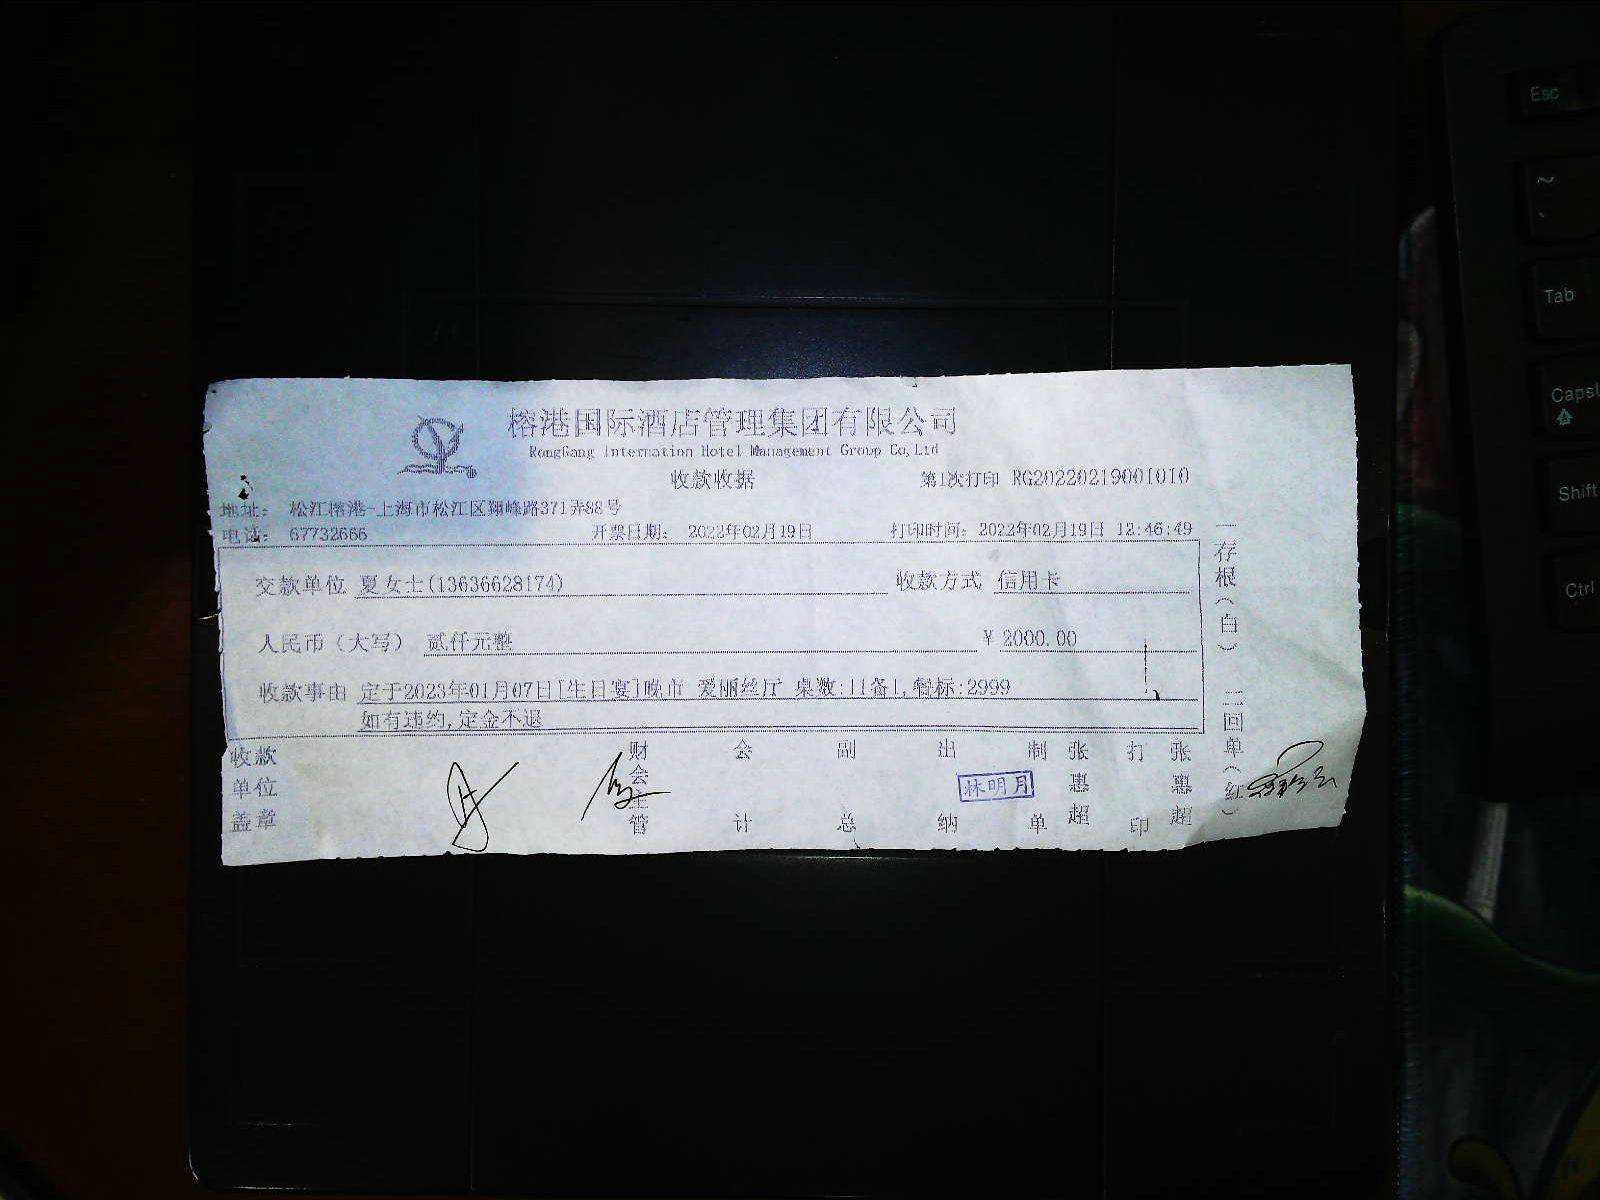 榕港国际酒店管理集团有限公司
RongGang Internation Hotel Management Group Co,Ltd
收款收据
第1次打印 RG20220219001010
地址： 松江榕港-上海市松江区翔峰路371弄88号
电话： 67732666 开票日期： 2022年02月19日 打印时间：2022年02月19日 12:46:49
交款单位 夏女士(13636628174) 收款方式 信用卡
人民币（大写） 贰仟元整 ￥2000.00
收款事由 定于2023年01月07日[生日宴]晚市 爱丽丝厅 桌数:11备1,餐标:2999
如有违约,定金不退
收款单位盖章 财会主管 会计 副总 出纳 林明月 制单 张惠超 打印 张惠超
一存根（白） 二回单（红）
Esc
~
Tab
Caps
Shift
Ctrl